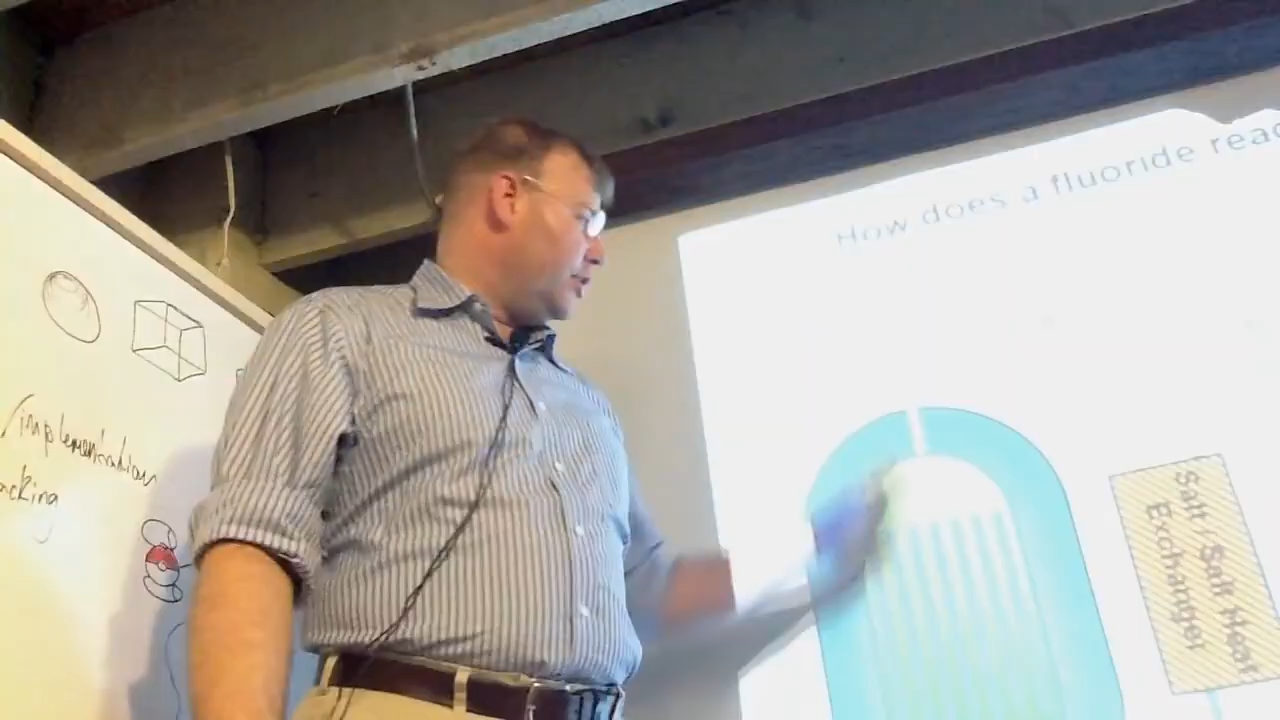 How does a fluoride reac
Salt / Salt Heat
Exchanger
implementation
acking